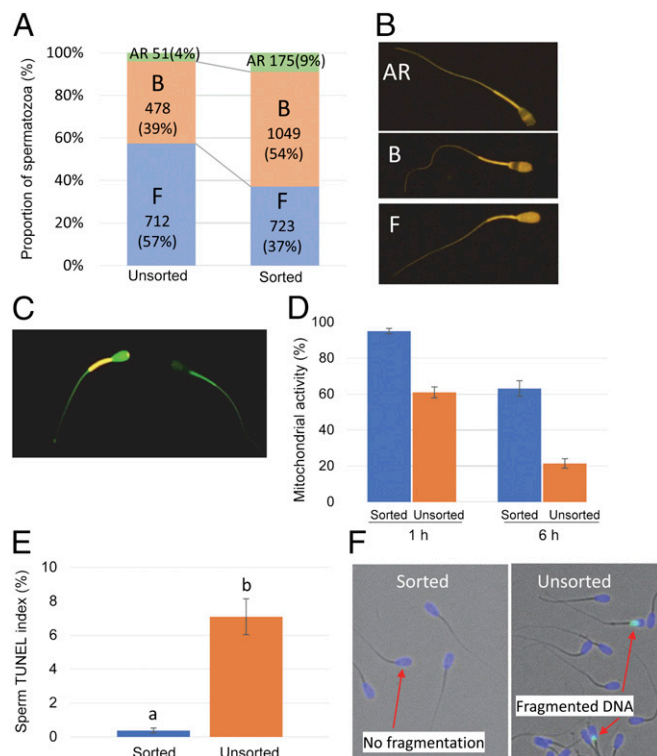 A
Proportion of spermatozoa (%)
100%
80%
60%
40%
20%
0%
AR 51(4%)
B
478
(39%)
F
712
(57%)
AR 175(9%)
B
1049
(54%)
F
723
(37%)
Unsorted
Sorted
B
AR
B
F
C
D
Mitochondrial activity (%)
100
80
60
40
20
0
Sorted
Unsorted
Sorted
Unsorted
1 h
6 h
E
Sperm TUNEL index (%)
10
8
6
4
2
0
a
b
Sorted
Unsorted
F
Sorted
Unsorted
Fragmented DNA
No fragmentation